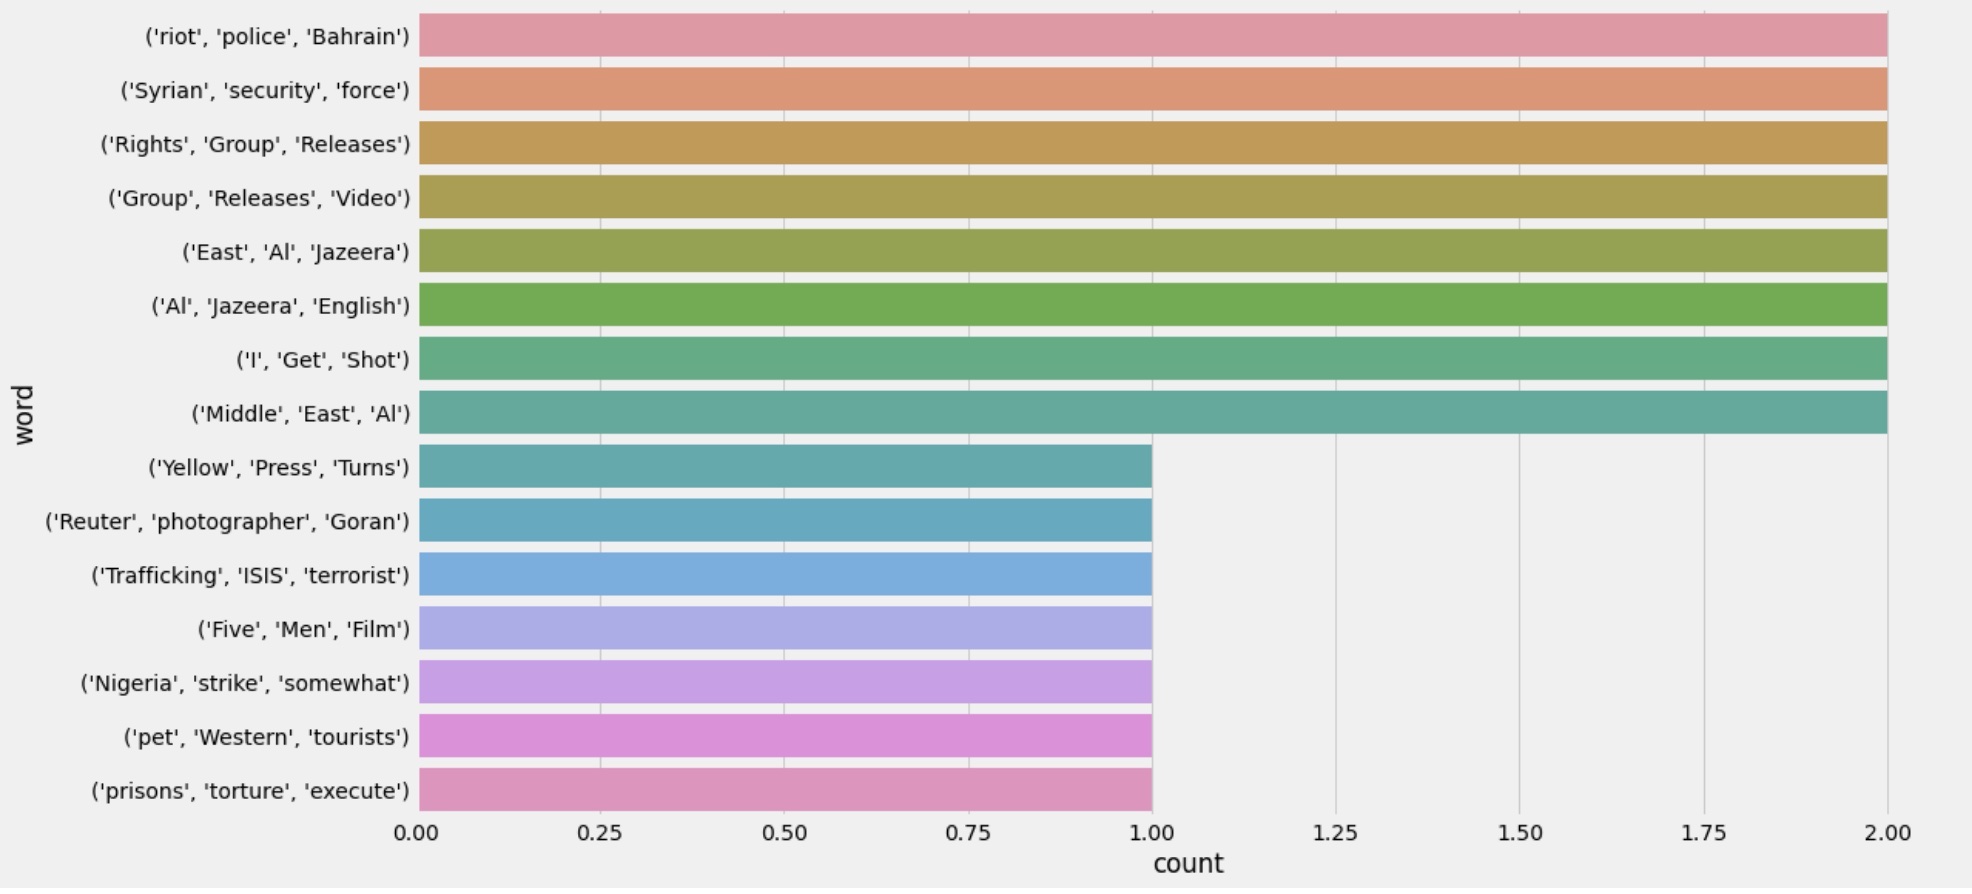 ('riot', 'police', 'Bahrain')
('Syrian', 'security', 'force')
('Rights', 'Group', 'Releases')
('Group', 'Releases', 'Video')
('East', 'Al', 'Jazeera')
('Al', 'Jazeera', 'English')
('I', 'Get', 'Shot')
('Middle', 'East', 'Al')
('Yellow', 'Press', 'Turns')
('Reuter', 'photographer', 'Goran')
('Trafficking', 'ISIS', 'terrorist')
('Five', 'Men', 'Film')
('Nigeria', 'strike', 'somewhat')
('pet', 'Western', 'tourists')
('prisons', 'torture', 'execute')
word
0.00 0.25 0.50 0.75 1.00 1.25 1.50 1.75 2.00
count